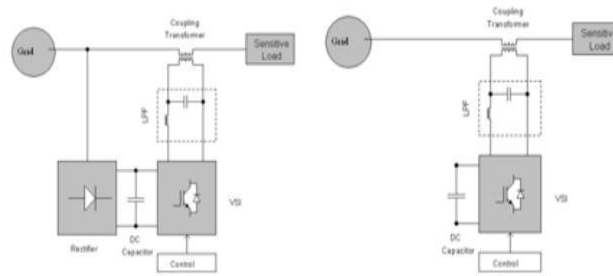 Coupling
Transformer
Grid
Sensitive
Load
LPF
VSI
Rectifier
DC
Capacitor
Control
Coupling
Transformer
Grid
Sensitive
Load
LPF
VSI
DC
Capacitor
Control